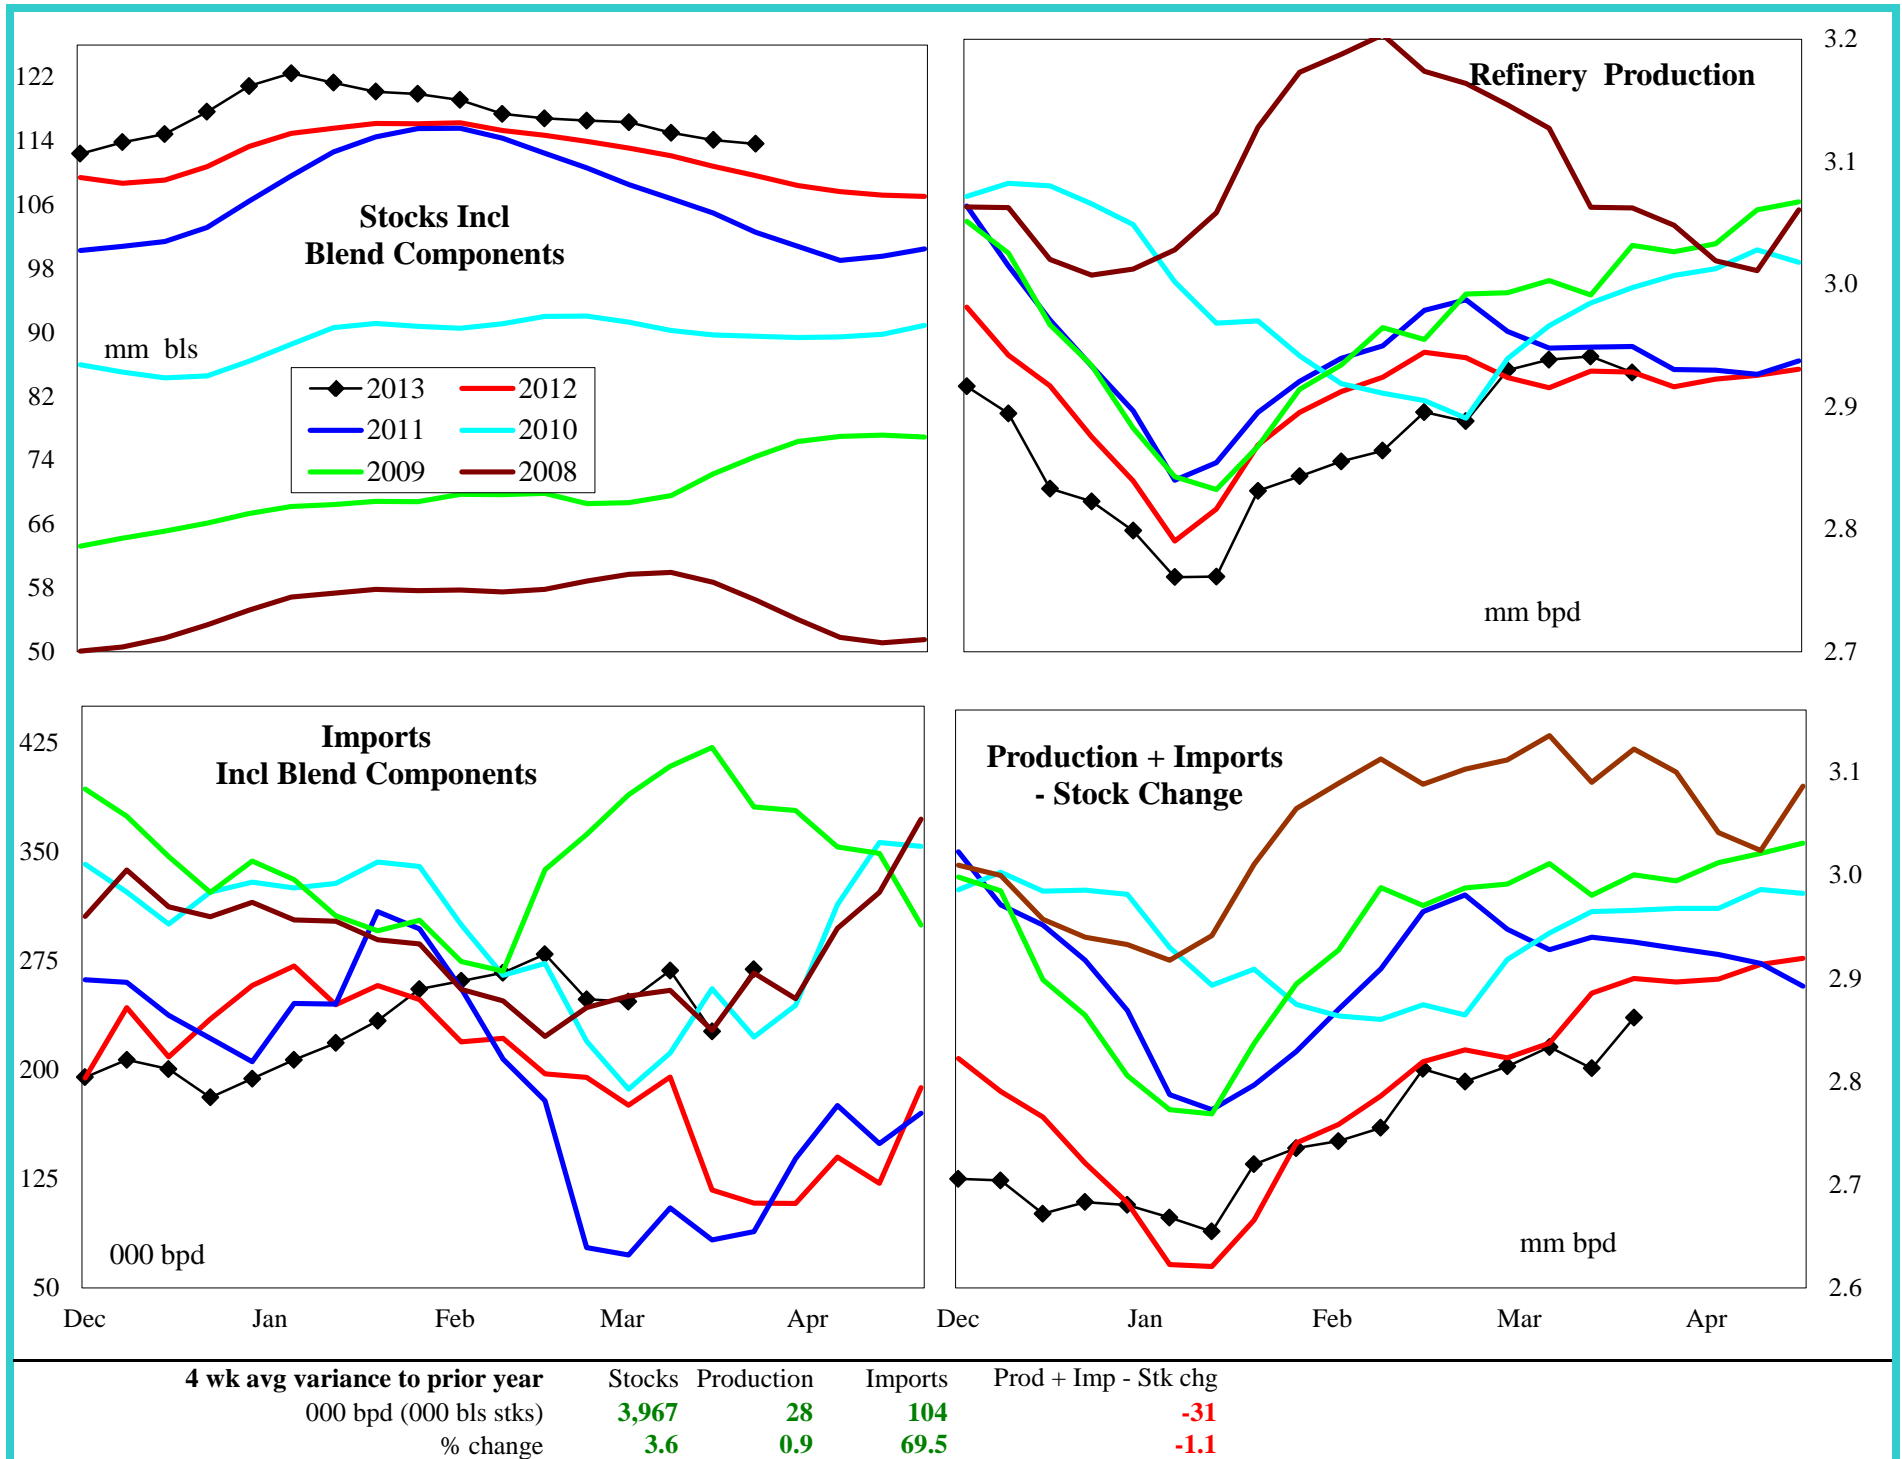 122
114
106
98
90
82
74
66
58
50
Stocks Incl
Blend Components
mm bls
2013 2012
2011 2010
2009 2008
Refinery Production
3.2
3.1
3.0
2.9
2.8
2.7
mm bpd
425
350
275
200
125
50
Imports
Incl Blend Components
000 bpd
Dec Jan Feb Mar Apr
Production + Imports
- Stock Change
3.1
3.0
2.9
2.8
2.7
2.6
mm bpd
Dec Jan Feb Mar Apr
4 wk avg variance to prior year Stocks Production Imports Prod + Imp - Stk chg
000 bpd (000 bls stks) 3,967 28 104 -31
% change 3.6 0.9 69.5 -1.1